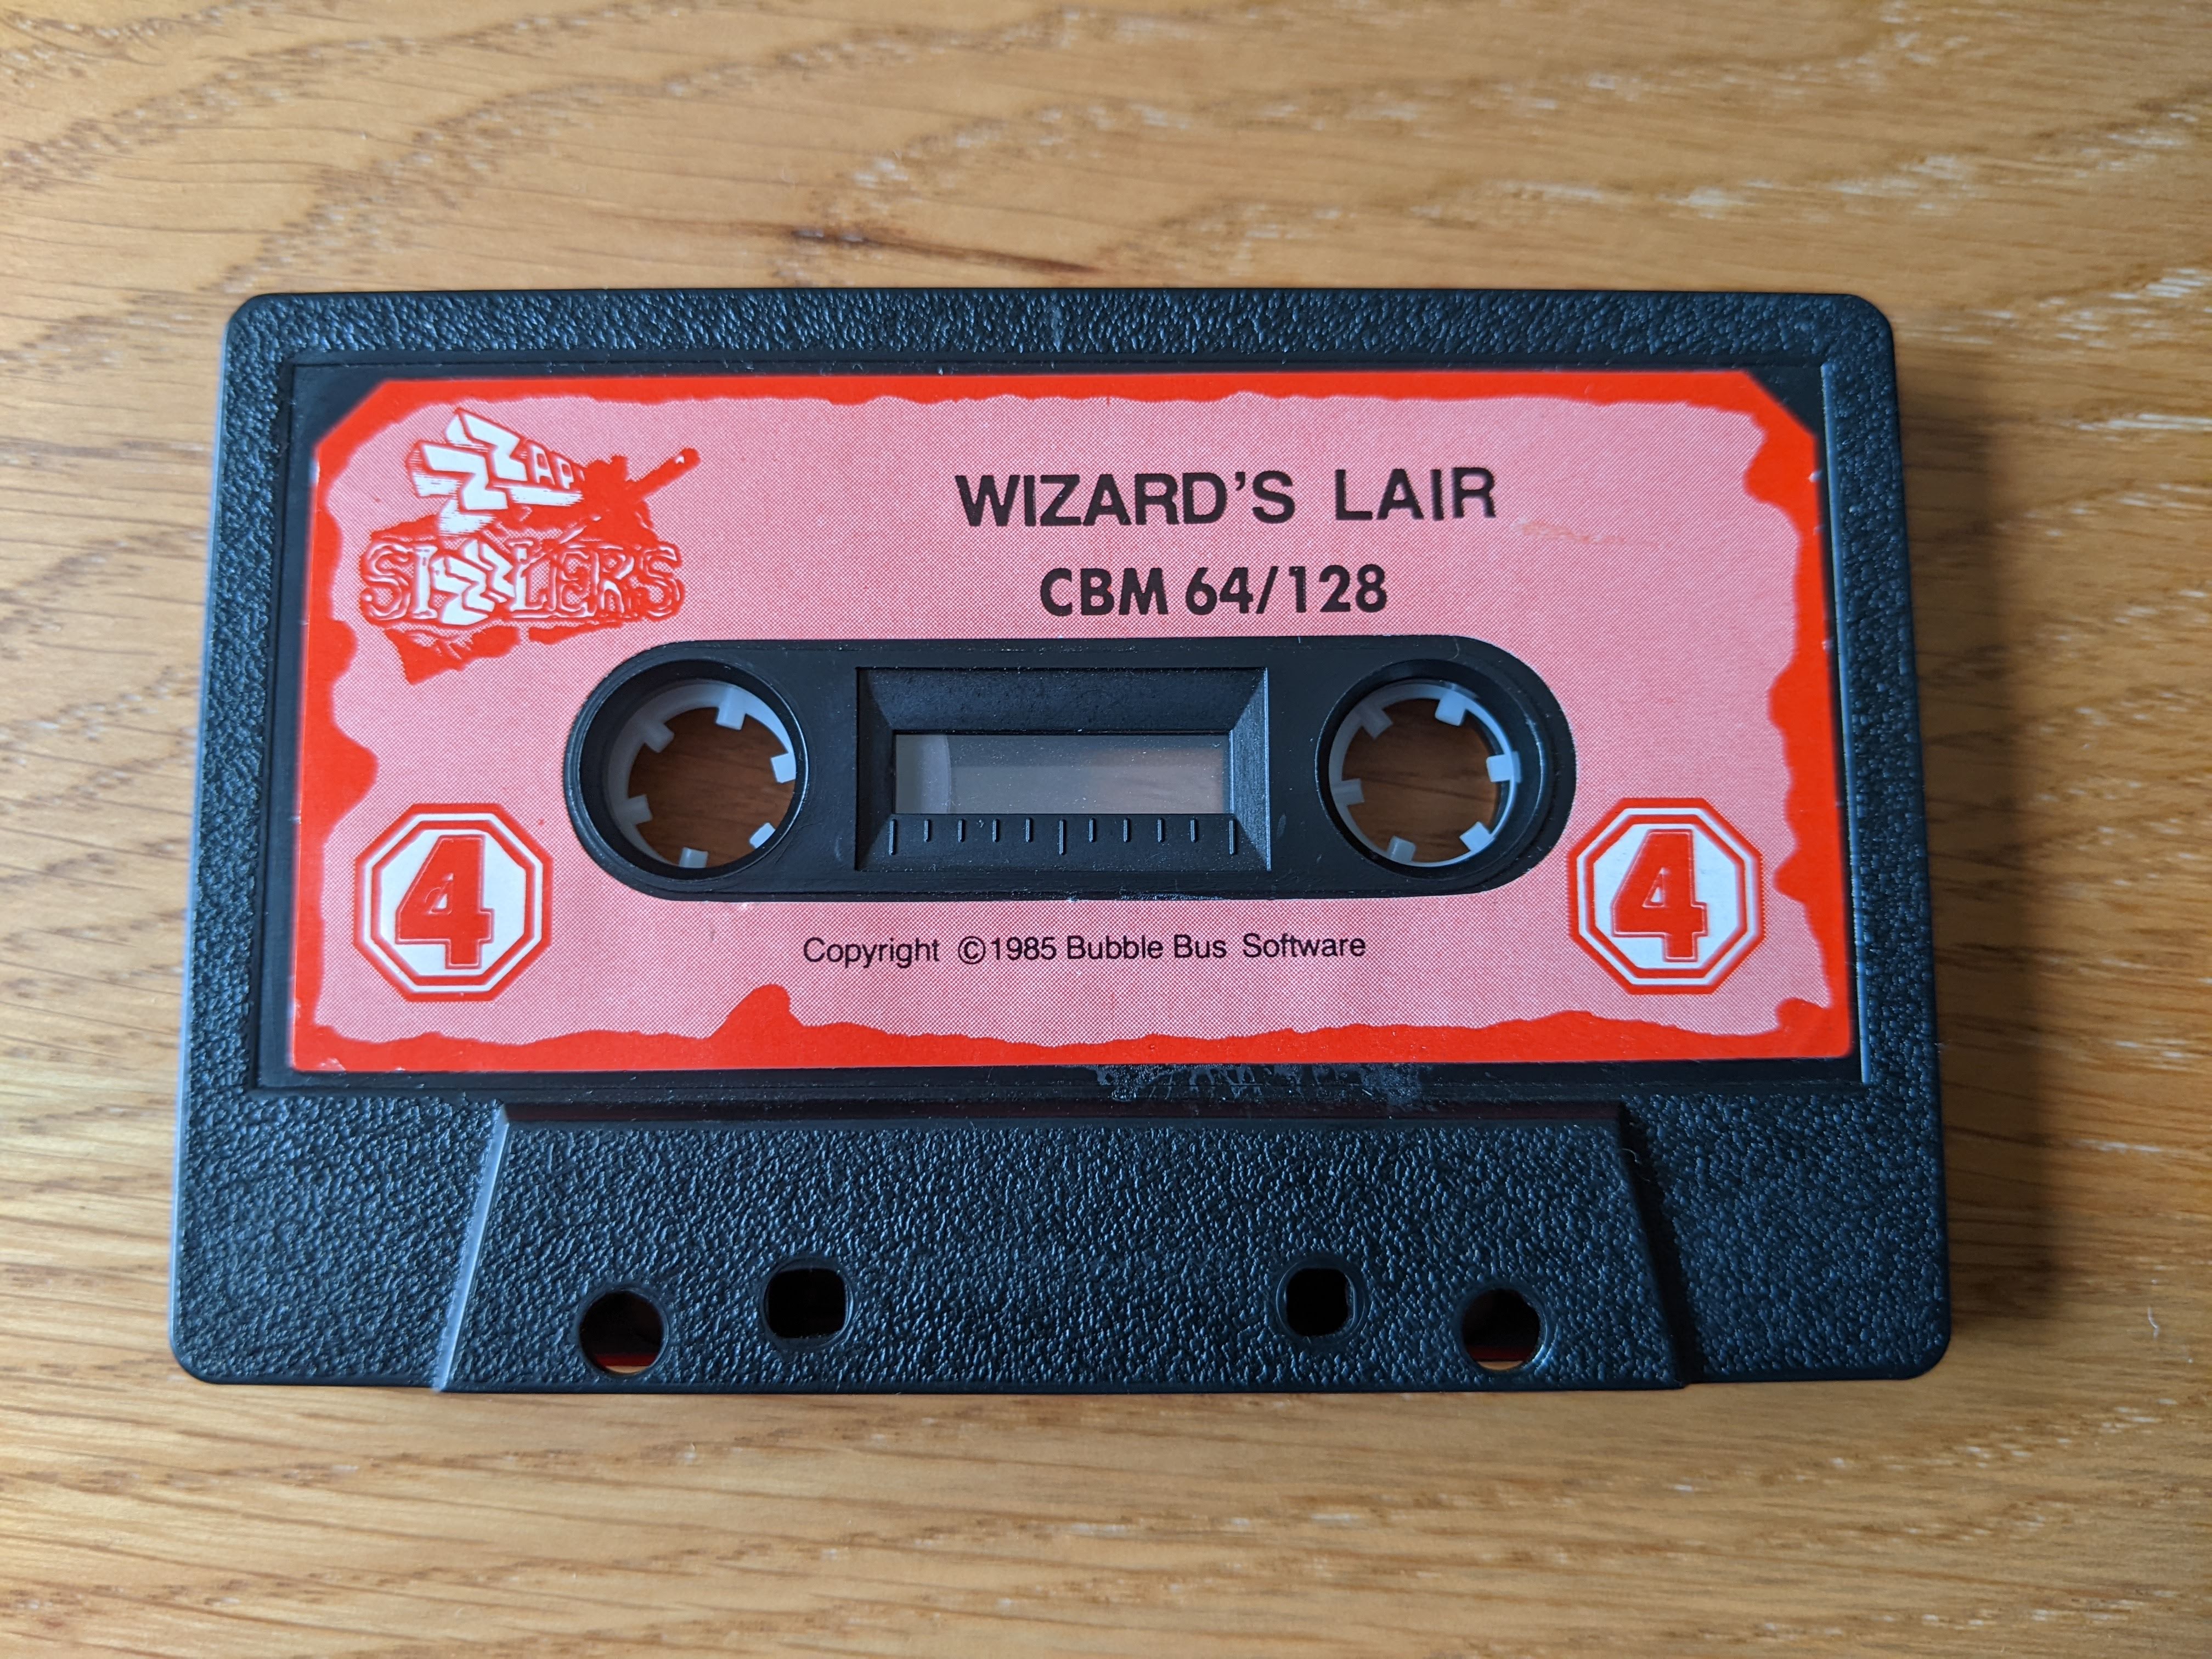 ZZAP!
SIZZLERS
WIZARD'S LAIR
CBM 64/128
4
4
Copyright ©1985 Bubble Bus Software